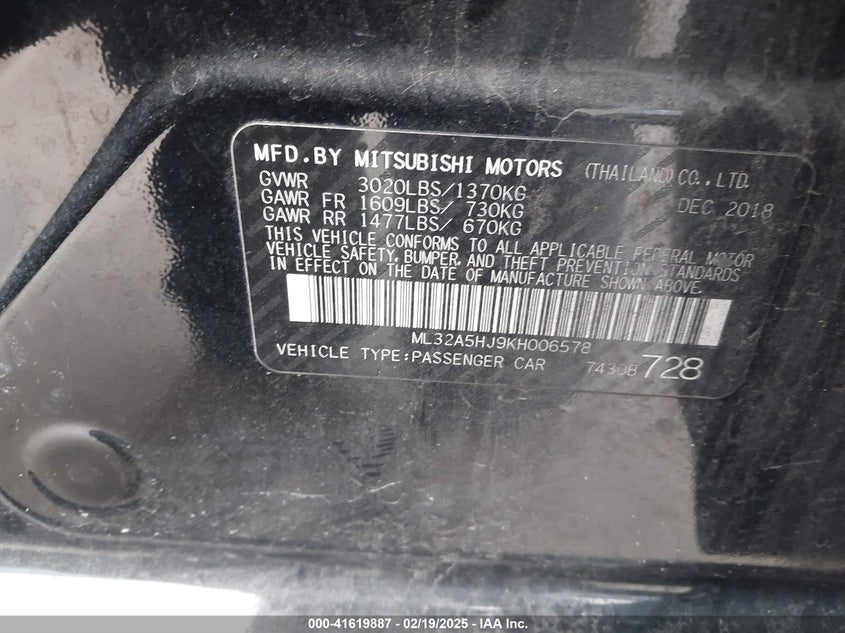 MFD.BY MITSUBISHI MOTORS (THAILAND) CO.,LTD.
GVWR 3020LBS/1370KG
GAWR FR 1609LBS/ 730KG DEC 2018
GAWR RR 1477LBS/ 670KG
THIS VEHICLE CONFORMS TO ALL APPLICABLE FEDERAL MOTOR
VEHICLE SAFETY, BUMPER, AND THEFT PREVENTION STANDARDS
IN EFFECT ON THE DATE OF MANUFACTURE SHOWN ABOVE.
ML32A5HJ9KH006578
VEHICLE TYPE:PASSENGER CAR 7430B 728
000-41619887 - 02/19/2025 - IAA Inc.